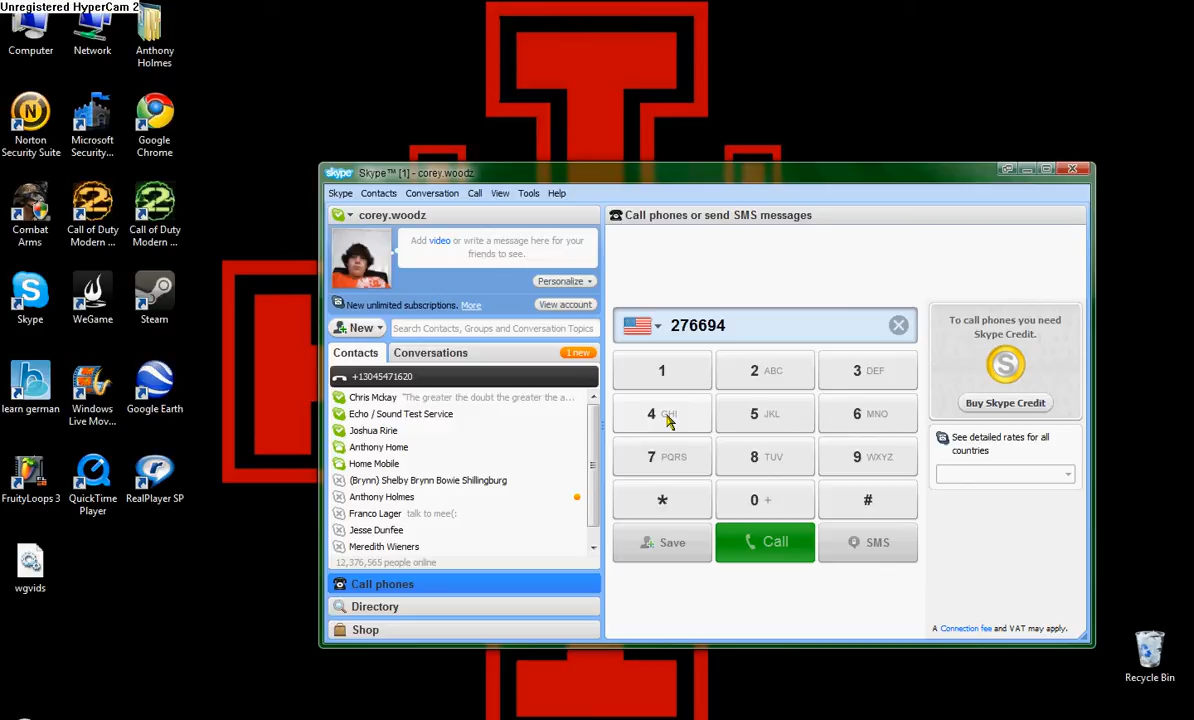 Unregistered HyperCam 2
Computer
Network
Anthony
Holmes
Norton
Security Suite
Microsoft
Security...
Google
Chrome
Combat
Arms
Call of Duty
Modern ...
Call of Duty
Modern ...
Skype
WeGame
Steam
learn german
Windows
Live Mov...
Google Earth
FruityLoops 3
QuickTime
Player
RealPlayer SP
wgvids
Recycle Bin
skype Skype™ [1] - corey.woodz
Skype Contacts Conversation Call View Tools Help
corey.woodz
Add video or write a message here for your
friends to see.
Personalize
New unlimited subscriptions. More
View account
New
Search Contacts, Groups and Conversation Topics
Contacts
Conversations
1 new
+13045471620
Chris Mckay "The greater the doubt the greater the a...
Echo / Sound Test Service
Joshua Ririe
Anthony Home
Home Mobile
(Brynn) Shelby Brynn Bowie Shillingburg
Anthony Holmes
Franco Lager talk to mee(:
Jesse Durifee
Meredith Wieners
12,376,565 people online
Call phones
Directory
Shop
Call phones or send SMS messages
276694
1
2 ABC
3 DEF
4 GHI
5 JKL
6 MNO
7 PQRS
8 TUV
9 WXYZ
*
0 +
#
Save
Call
SMS
To call phones you need
Skype Credit.
S
Buy Skype Credit
See detailed rates for all
countries
A Connection fee and VAT may apply.